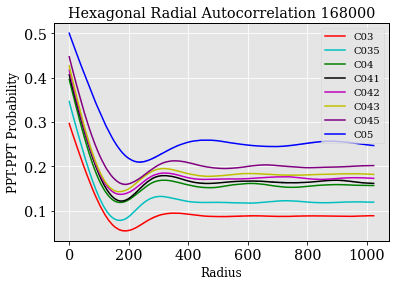 Hexagonal Radial Autocorrelation 168000
PPT-PPT Probability
0.5
0.4
0.3
0.2
0.1
C03
C035
C04
C041
C042
C043
C045
C05
0 200 400 600 800 1000
Radius